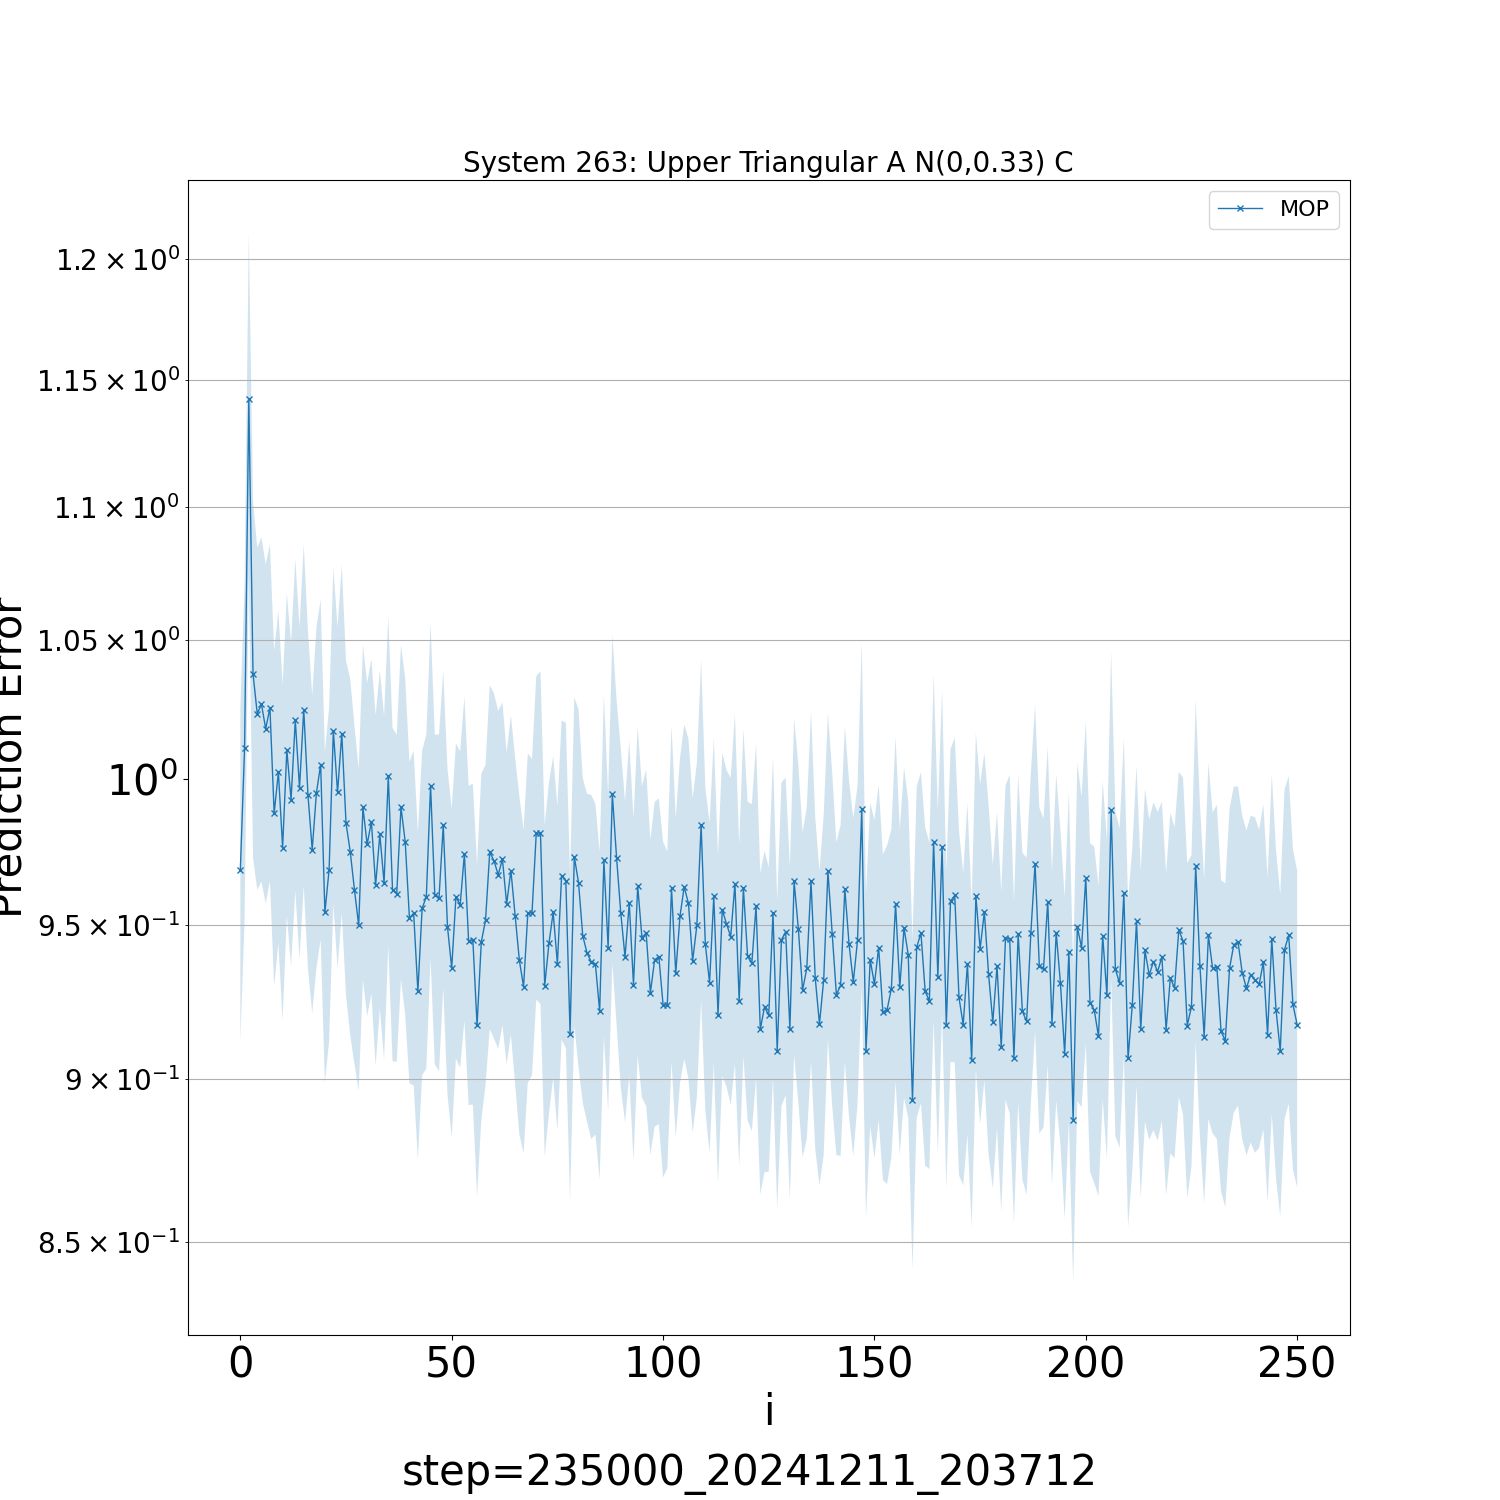 System 263: Upper Triangular A N(0,0.33) C
MOP
1.2 × 10⁰
1.15 × 10⁰
1.1 × 10⁰
1.05 × 10⁰
10⁰
9.5 × 10⁻¹
9 × 10⁻¹
8.5 × 10⁻¹
Prediction Error
0 50 100 150 200 250
i
step=235000_20241211_203712